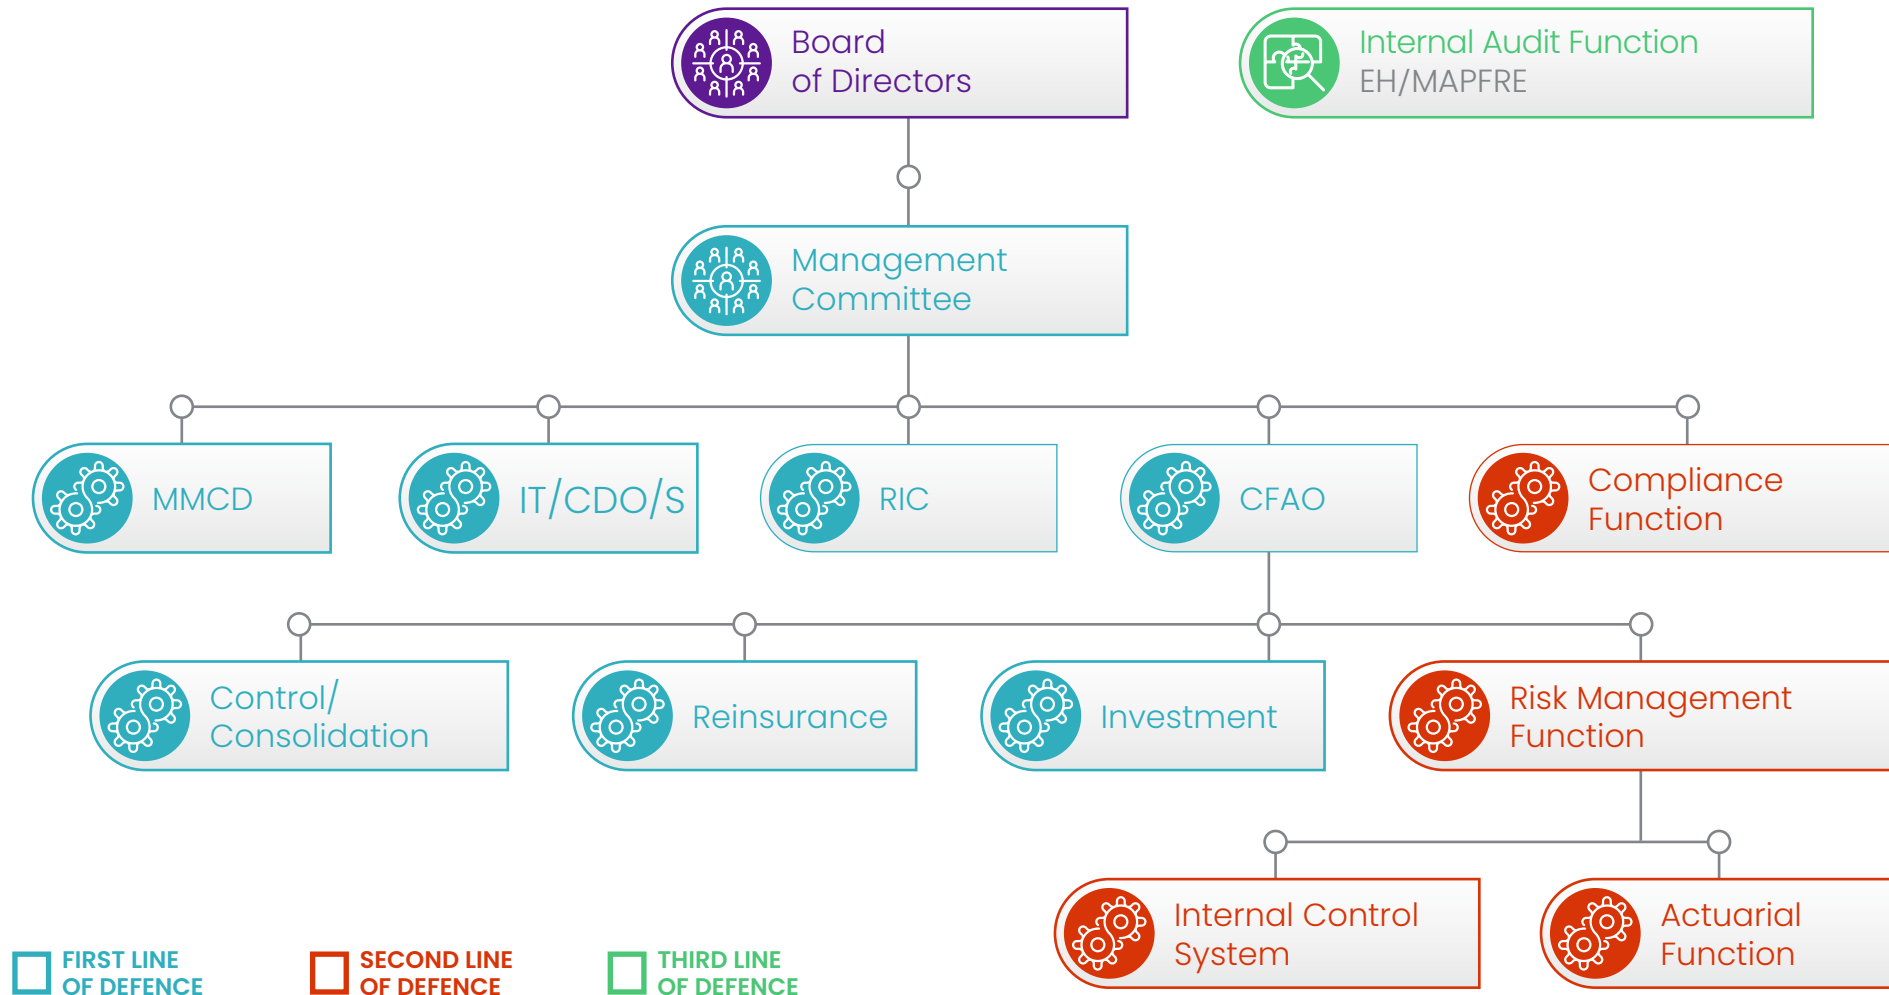 Board
of Directors
Internal Audit Function
EH/MAPFRE
Management
Committee
MMCD
IT/CDO/S
RIC
CFAO
Compliance
Function
Control/
Consolidation
Reinsurance
Investment
Risk Management
Function
Internal Control
System
Actuarial
Function
FIRST LINE
OF DEFENCE
SECOND LINE
OF DEFENCE
THIRD LINE
OF DEFENCE